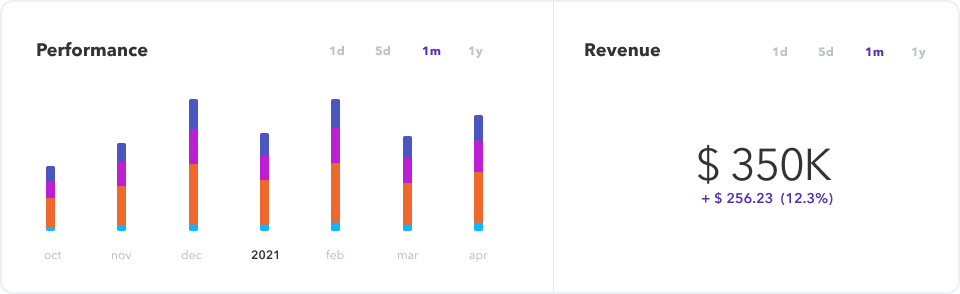 Performance
1d 5d 1m 1y
oct nov dec 2021 feb mar apr
Revenue
1d 5d 1m 1y
$ 350K
+ $ 256.23 (12.3%)